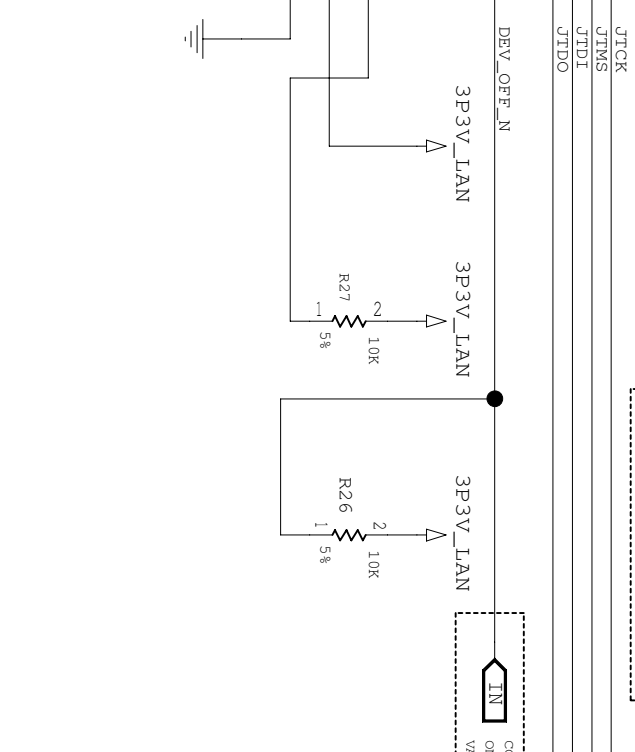 JTCK
JTMS
JTDI
JTDO
DEV_OFF_N
3P3V_LAN
3P3V_LAN
R27
1
2
5%
10K
3P3V_LAN
R26
1
2
5%
10K
IN